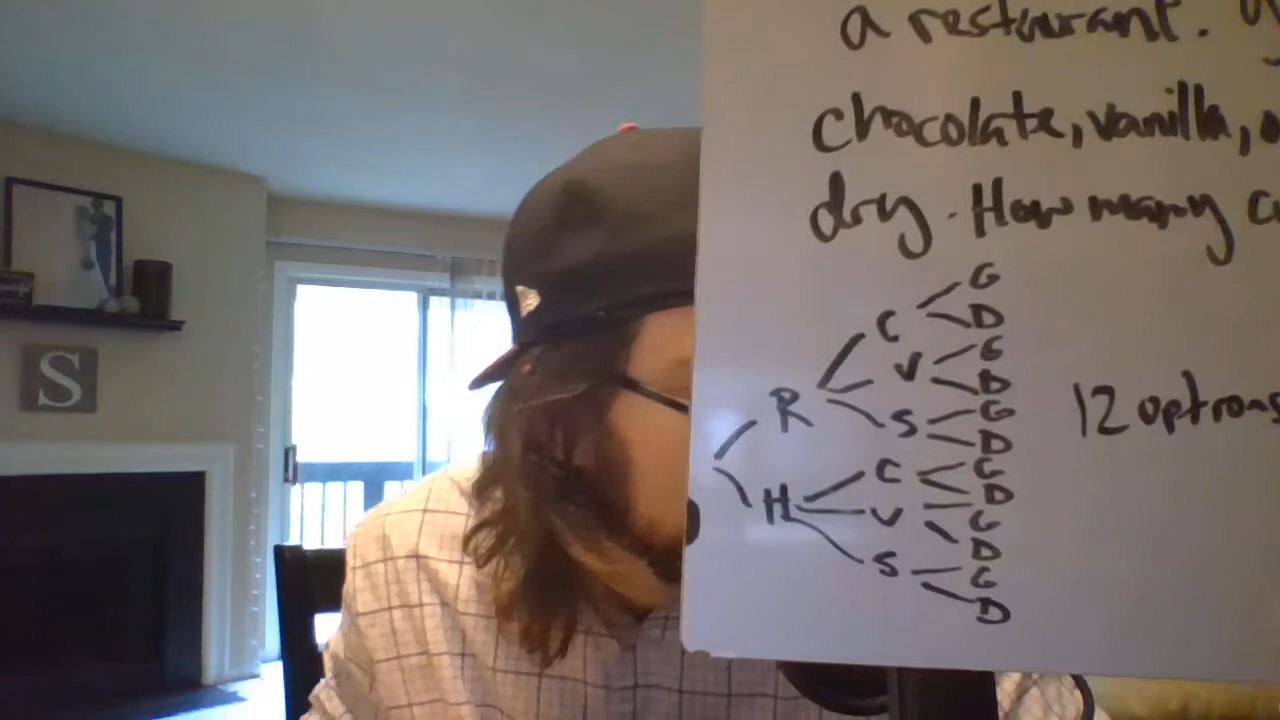 a restaurant.
chocolate, vanilla,
dry. How many
G
C D
V G
R D
S G
D
12 options
C G
D
H V G
D
S G
D
S